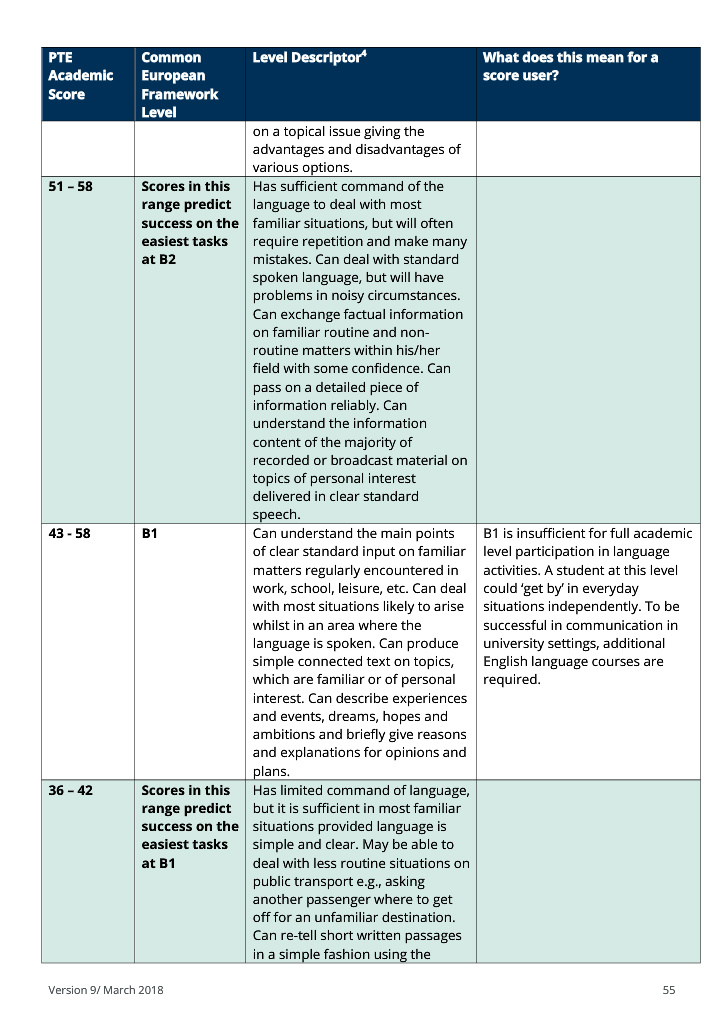 PTE Academic Score
Common European Framework Level
Level Descriptor⁴
What does this mean for a score user?
on a topical issue giving the
advantages and disadvantages of
various options.
51 – 58
Scores in this
range predict
success on the
easiest tasks
at B2
Has sufficient command of the
language to deal with most
familiar situations, but will often
require repetition and make many
mistakes. Can deal with standard
spoken language, but will have
problems in noisy circumstances.
Can exchange factual information
on familiar routine and non-
routine matters within his/her
field with some confidence. Can
pass on a detailed piece of
information reliably. Can
understand the information
content of the majority of
recorded or broadcast material on
topics of personal interest
delivered in clear standard
speech.
43 - 58
B1
Can understand the main points
of clear standard input on familiar
matters regularly encountered in
work, school, leisure, etc. Can deal
with most situations likely to arise
whilst in an area where the
language is spoken. Can produce
simple connected text on topics,
which are familiar or of personal
interest. Can describe experiences
and events, dreams, hopes and
ambitions and briefly give reasons
and explanations for opinions and
plans.
B1 is insufficient for full academic
level participation in language
activities. A student at this level
could ‘get by’ in everyday
situations independently. To be
successful in communication in
university settings, additional
English language courses are
required.
36 – 42
Scores in this
range predict
success on the
easiest tasks
at B1
Has limited command of language,
but it is sufficient in most familiar
situations provided language is
simple and clear. May be able to
deal with less routine situations on
public transport e.g., asking
another passenger where to get
off for an unfamiliar destination.
Can re-tell short written passages
in a simple fashion using the
Version 9/ March 2018
55